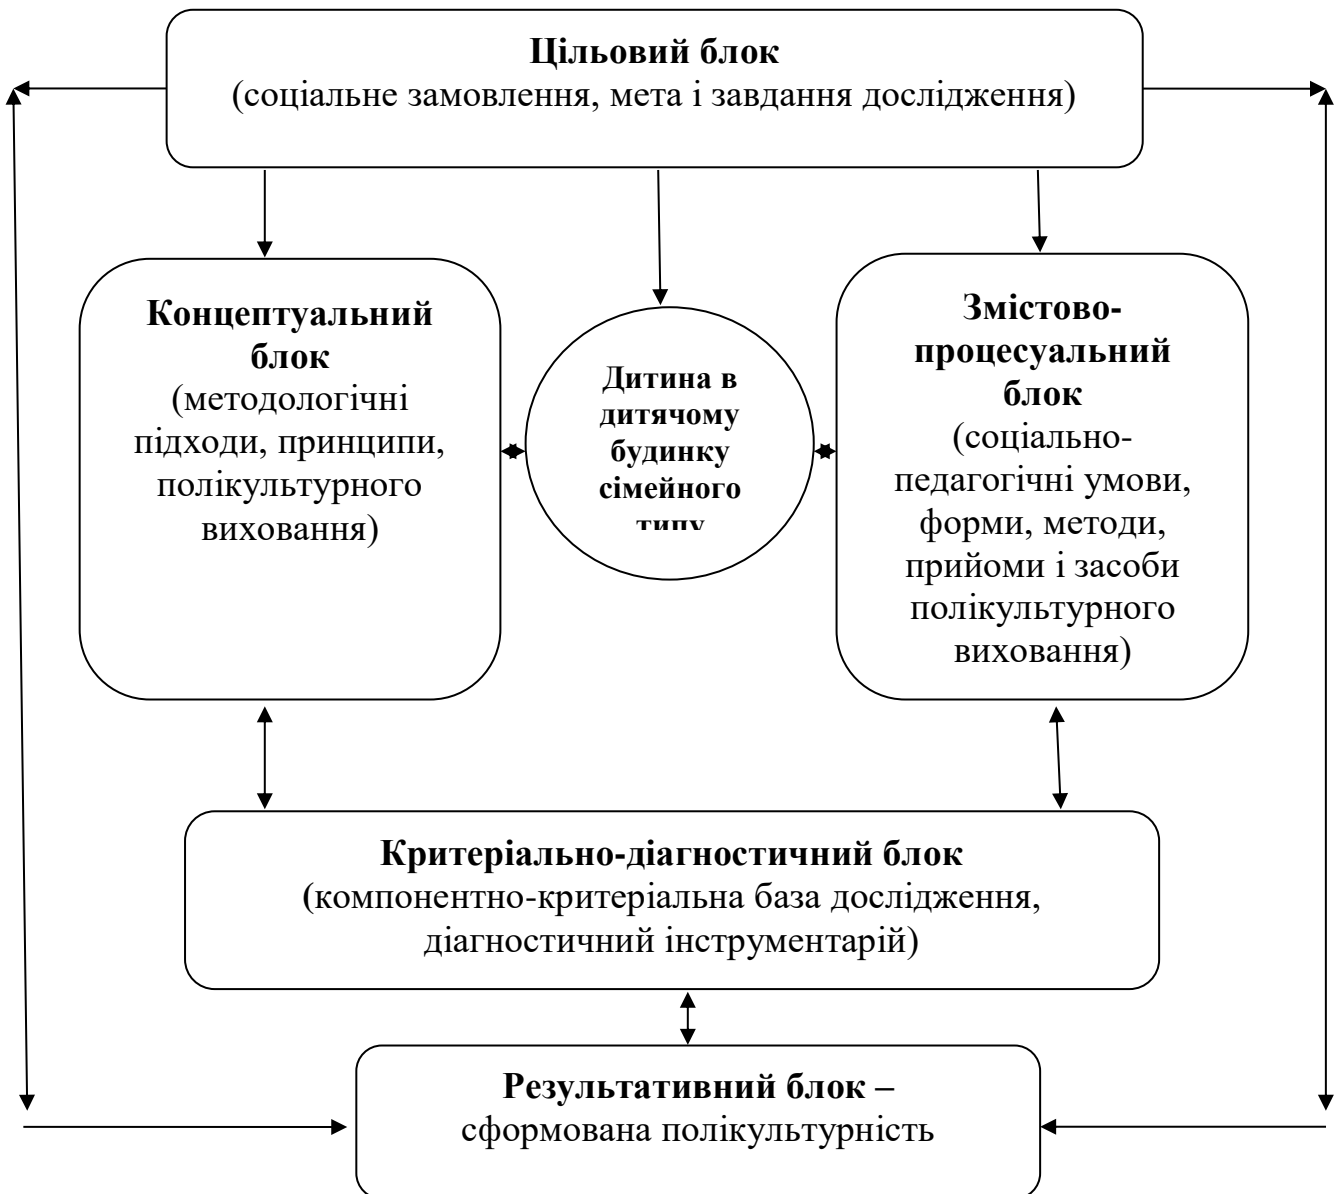 Цільовий блок
(соціальне замовлення, мета і завдання дослідження)
Концептуальний
блок
(методологічні
підходи, принципи,
полікультурного
виховання)
Дитина в
дитячому
будинку
сімейного
типу
Змістово-
процесуальний
блок
(соціально-
педагогічні умови,
форми, методи,
прийоми і засоби
полікультурного
виховання)
Критеріально-діагностичний блок
(компонентно-критеріальна база дослідження,
діагностичний інструментарій)
Результативний блок –
сформована полікультурність